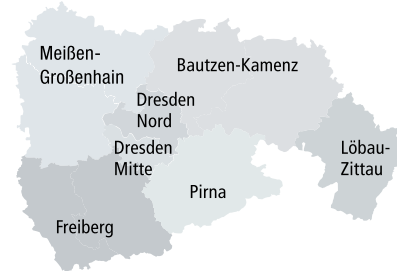 Meißen-
Großenhain
Bautzen-Kamenz
Dresden
Nord
Dresden
Mitte
Löbau-
Zittau
Pirna
Freiberg